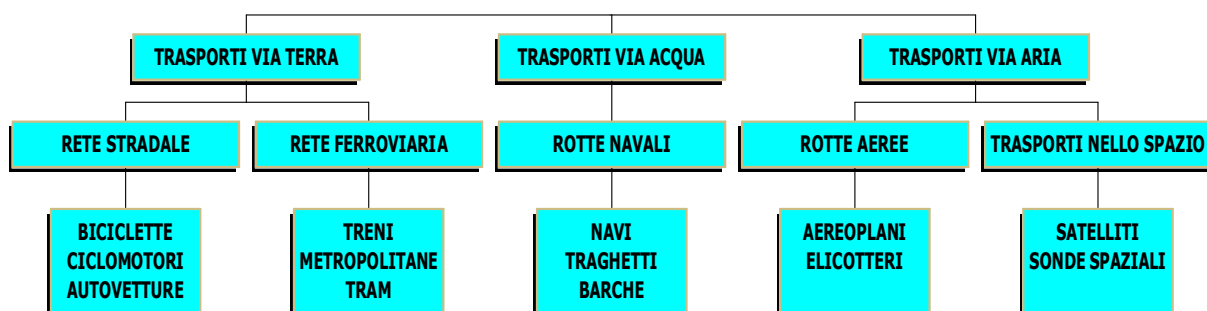 TRASPORTI VIA TERRA
TRASPORTI VIA ACQUA
TRASPORTI VIA ARIA
RETE STRADALE
RETE FERROVIARIA
ROTTE NAVALI
ROTTE AEREE
TRASPORTI NELLO SPAZIO
BICICLETTE
CICLOMOTORI
AUTOVETTURE
TRENI
METROPOLITANE
TRAM
NAVI
TRAGHETTI
BARCHE
AEREOPLANI
ELICOTTERI
SATELLITI
SONDE SPAZIALI